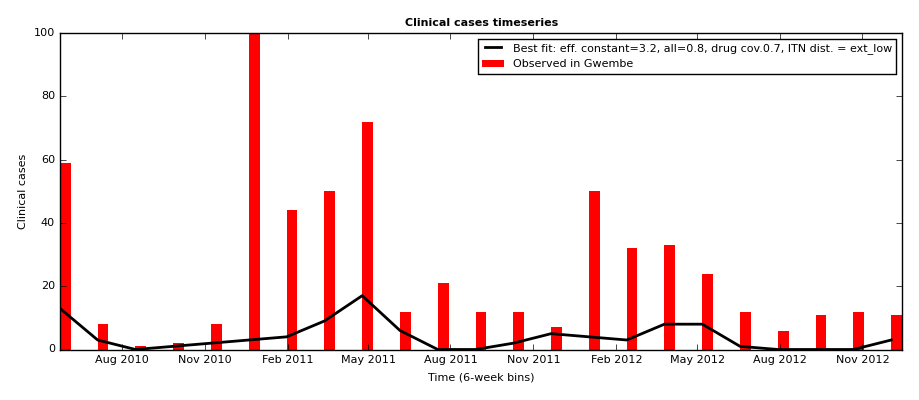 Clinical cases timeseries
Best fit: eff. constant=3.2, all=0.8, drug cov.0.7, ITN dist. = ext_low
Observed in Gwembe
Clinical cases
100
80
60
40
20
0
Aug 2010 Nov 2010 Feb 2011 May 2011 Aug 2011 Nov 2011 Feb 2012 May 2012 Aug 2012 Nov 2012
Time (6-week bins)